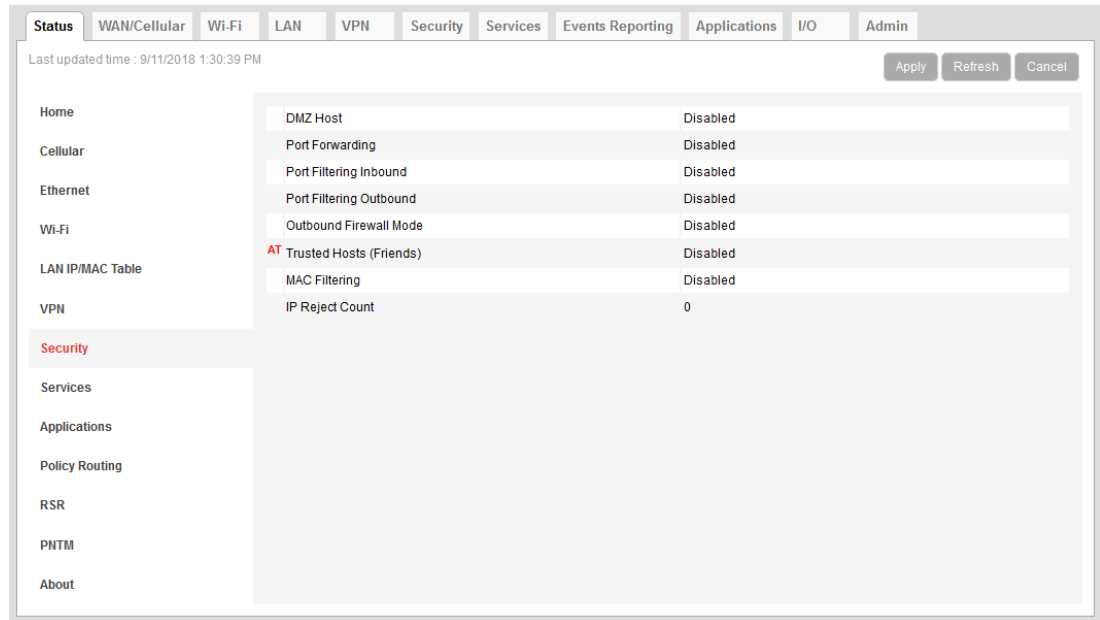 Status WAN/Cellular Wi-Fi LAN VPN Security Services Events Reporting Applications I/O Admin
Last updated time : 9/11/2018 1:30:39 PM
Apply Refresh Cancel
Home
Cellular
Ethernet
Wi-Fi
LAN IP/MAC Table
VPN
Security
Services
Applications
Policy Routing
RSR
PNTM
About
DMZ Host Disabled
Port Forwarding Disabled
Port Filtering Inbound Disabled
Port Filtering Outbound Disabled
Outbound Firewall Mode Disabled
AT Trusted Hosts (Friends) Disabled
MAC Filtering Disabled
IP Reject Count 0